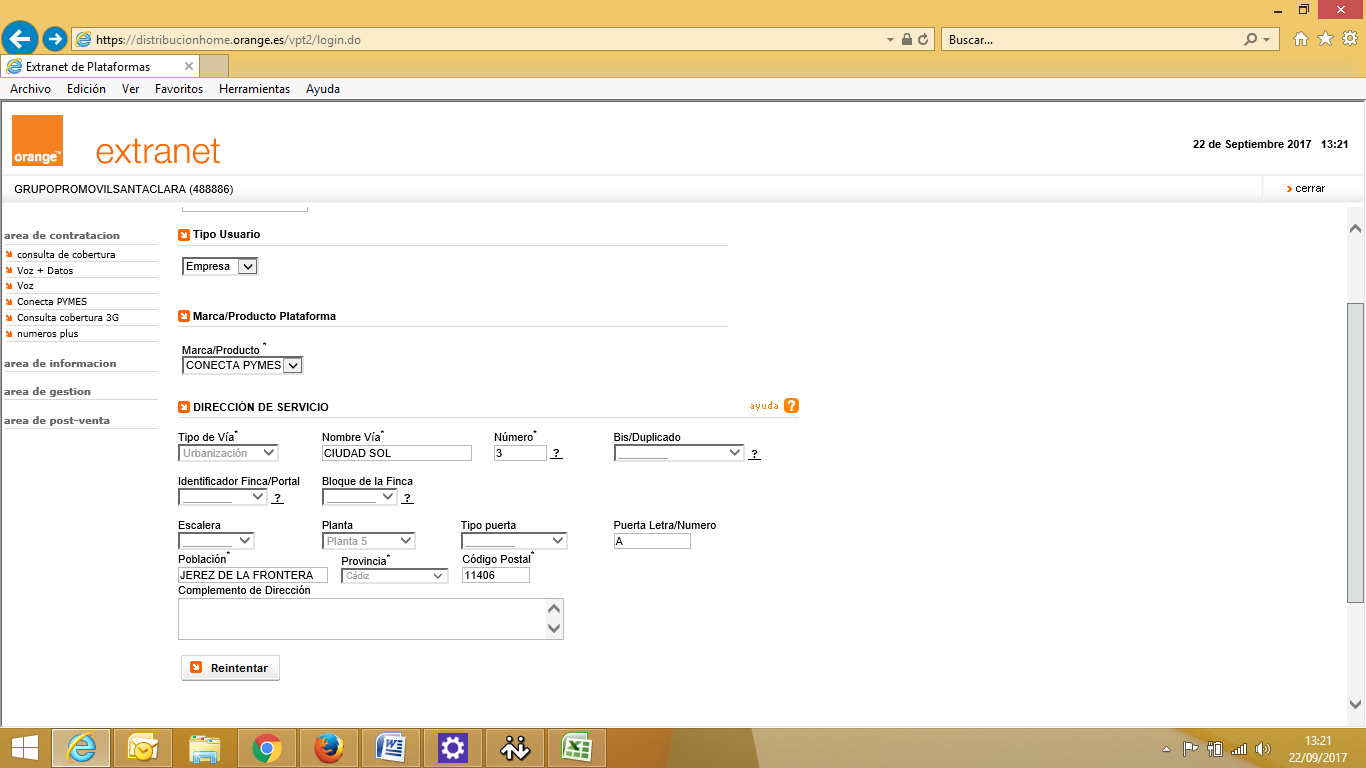 https://distribucionhome.orange.es/vpt2/login.do
Buscar...
Extranet de Plataformas
Archivo Edición Ver Favoritos Herramientas Ayuda
orange™
extranet
22 de Septiembre 2017 13:21
GRUPOPROMOVILSANTACLARA (488886)
cerrar
area de contratacion
consulta de cobertura
Voz + Datos
Voz
Conecta PYMES
Consulta cobertura 3G
numeros plus
area de informacion
area de gestion
area de post-venta
Tipo Usuario
Empresa
Marca/Producto Plataforma
Marca/Producto *
CONECTA PYMES
DIRECCIÓN DE SERVICIO
ayuda ?
Tipo de Vía* Nombre Vía* Número* Bis/Duplicado
Urbanización CIUDAD SOL 3 ? ________ ?
Identificador Finca/Portal Bloque de la Finca
________ ? ________ ?
Escalera Planta Tipo puerta Puerta Letra/Numero
________ Planta 5 ________ A
Población* Provincia* Código Postal*
JEREZ DE LA FRONTERA Cádiz 11406
Complemento de Dirección
Reintentar
13:21
22/09/2017